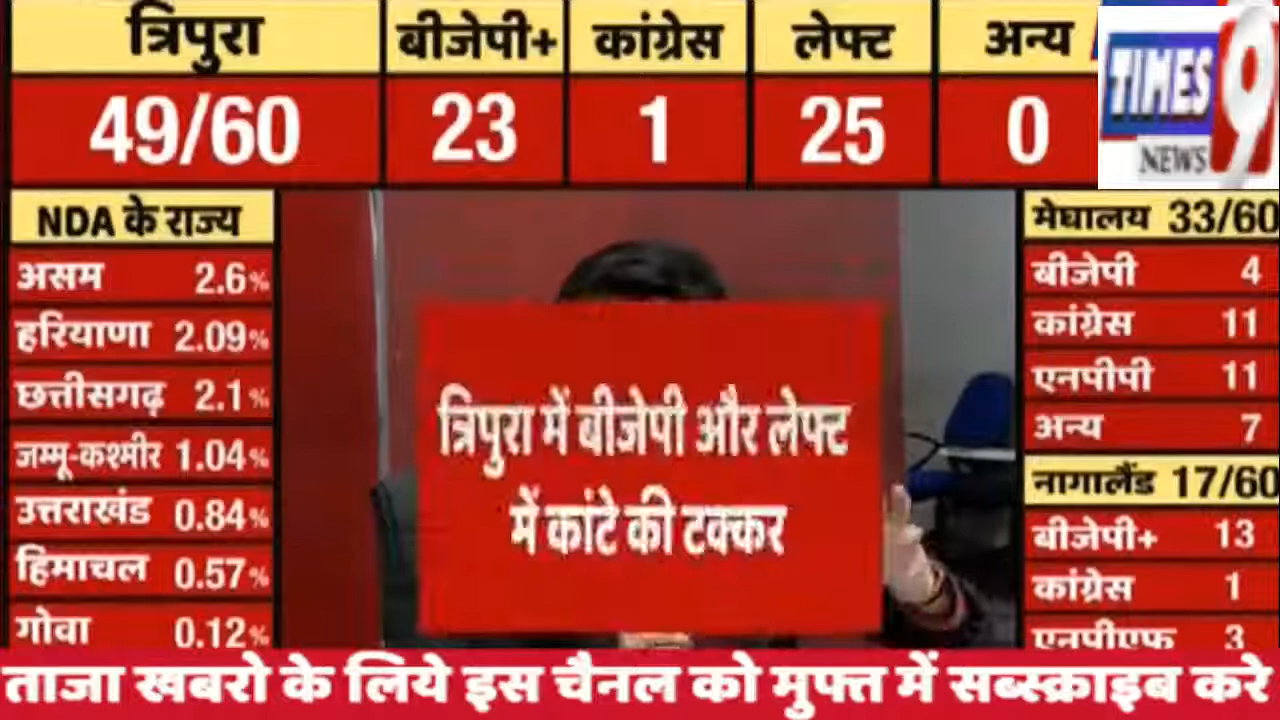 त्रिपुरा बीजेपी+ कांग्रेस लेफ्ट अन्य
49/60 23 1 25 0
TIMES 9
NEWS
NDA के राज्य
असम 2.6%
हरियाणा 2.09%
छत्तीसगढ़ 2.1%
जम्मू-कश्मीर 1.04%
उत्तराखंड 0.84%
हिमाचल 0.57%
गोवा 0.12%
त्रिपुरा में बीजेपी और लेफ्ट
में कांटे की टक्कर
मेघालय 33/60
बीजेपी 4
कांग्रेस 11
एनपीपी 11
अन्य 7
नागालैंड 17/60
बीजेपी+ 13
कांग्रेस 1
एनपीएफ 3
ताजा खबरो के लिये इस चैनल को मुफ्त में सब्स्क्राइब करे